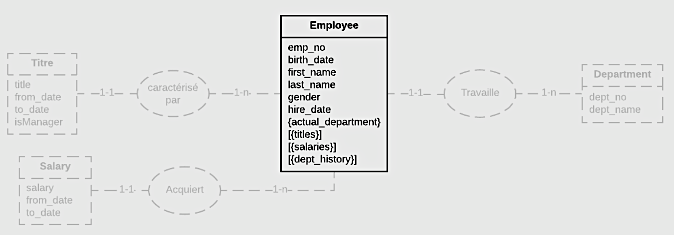 Employee
emp_no
birth_date
first_name
last_name
gender
hire_date
{actual_department}
[{titles}]
[{salaries}]
[{dept_history}]
Titre
title
from_date
to_date
isManager
1-1
caractérisé
par
1-n
1-1
Travaille
1-n
Department
dept_no
dept_name
Salary
salary
from_date
to_date
1-1
Acquiert
1-n